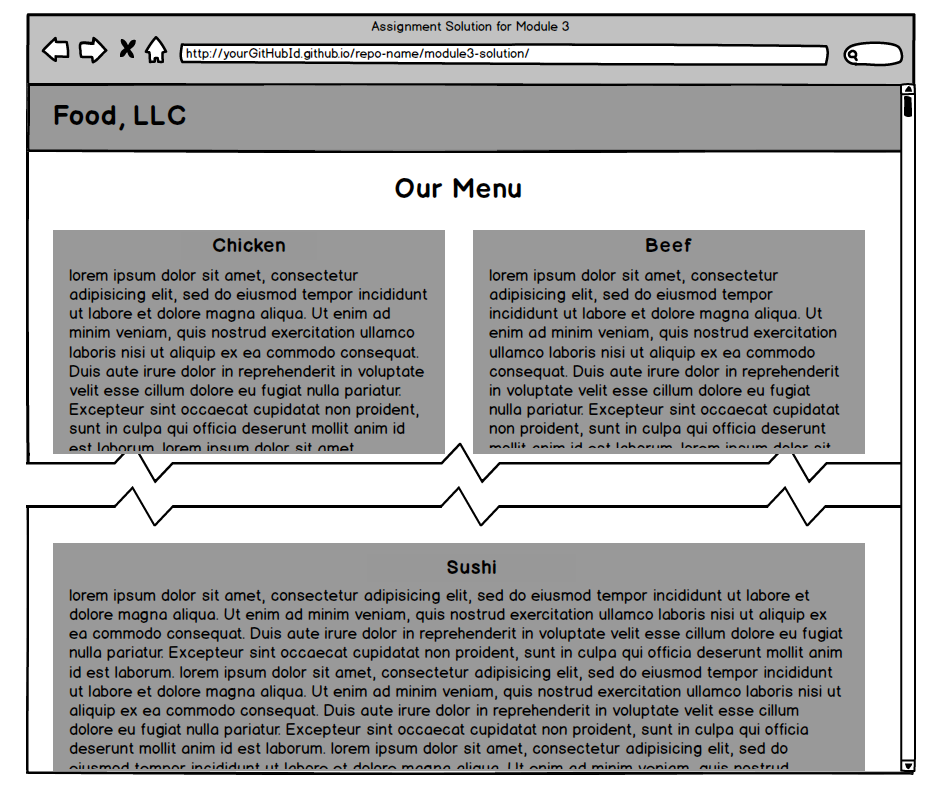 Assignment Solution for Module 3
http://yourGitHubId.github.io/repo-name/module3-solution/
Food, LLC
Our Menu
Chicken
lorem ipsum dolor sit amet, consectetur
adipisicing elit, sed do eiusmod tempor incididunt
ut labore et dolore magna aliqua. Ut enim ad
minim veniam, quis nostrud exercitation ullamco
laboris nisi ut aliquip ex ea commodo consequat.
Duis aute irure dolor in reprehenderit in voluptate
velit esse cillum dolore eu fugiat nulla pariatur.
Excepteur sint occaecat cupidatat non proident,
sunt in culpa qui officia deserunt mollit anim id
est laborum. lorem ipsum dolor sit amet,
Beef
lorem ipsum dolor sit amet, consectetur
adipisicing elit, sed do eiusmod tempor
incididunt ut labore et dolore magna aliqua. Ut
enim ad minim veniam, quis nostrud exercitation
ullamco laboris nisi ut aliquip ex ea commodo
consequat. Duis aute irure dolor in reprehenderit
in voluptate velit esse cillum dolore eu fugiat
nulla pariatur. Excepteur sint occaecat cupidatat
non proident, sunt in culpa qui officia deserunt
mollit anim id est laborum. lorem ipsum dolor sit
Sushi
lorem ipsum dolor sit amet, consectetur adipisicing elit, sed do eiusmod tempor incididunt ut labore et
dolore magna aliqua. Ut enim ad minim veniam, quis nostrud exercitation ullamco laboris nisi ut aliquip ex
ea commodo consequat. Duis aute irure dolor in reprehenderit in voluptate velit esse cillum dolore eu fugiat
nulla pariatur. Excepteur sint occaecat cupidatat non proident, sunt in culpa qui officia deserunt mollit anim
id est laborum. lorem ipsum dolor sit amet, consectetur adipisicing elit, sed do eiusmod tempor incididunt
ut labore et dolore magna aliqua. Ut enim ad minim veniam, quis nostrud exercitation ullamco laboris nisi ut
aliquip ex ea commodo consequat. Duis aute irure dolor in reprehenderit in voluptate velit esse cillum
dolore eu fugiat nulla pariatur. Excepteur sint occaecat cupidatat non proident, sunt in culpa qui officia
deserunt mollit anim id est laborum. lorem ipsum dolor sit amet, consectetur adipisicing elit, sed do
eiusmod tempor incididunt ut labore et dolore magna aliqua. Ut enim ad minim veniam, quis nostrud